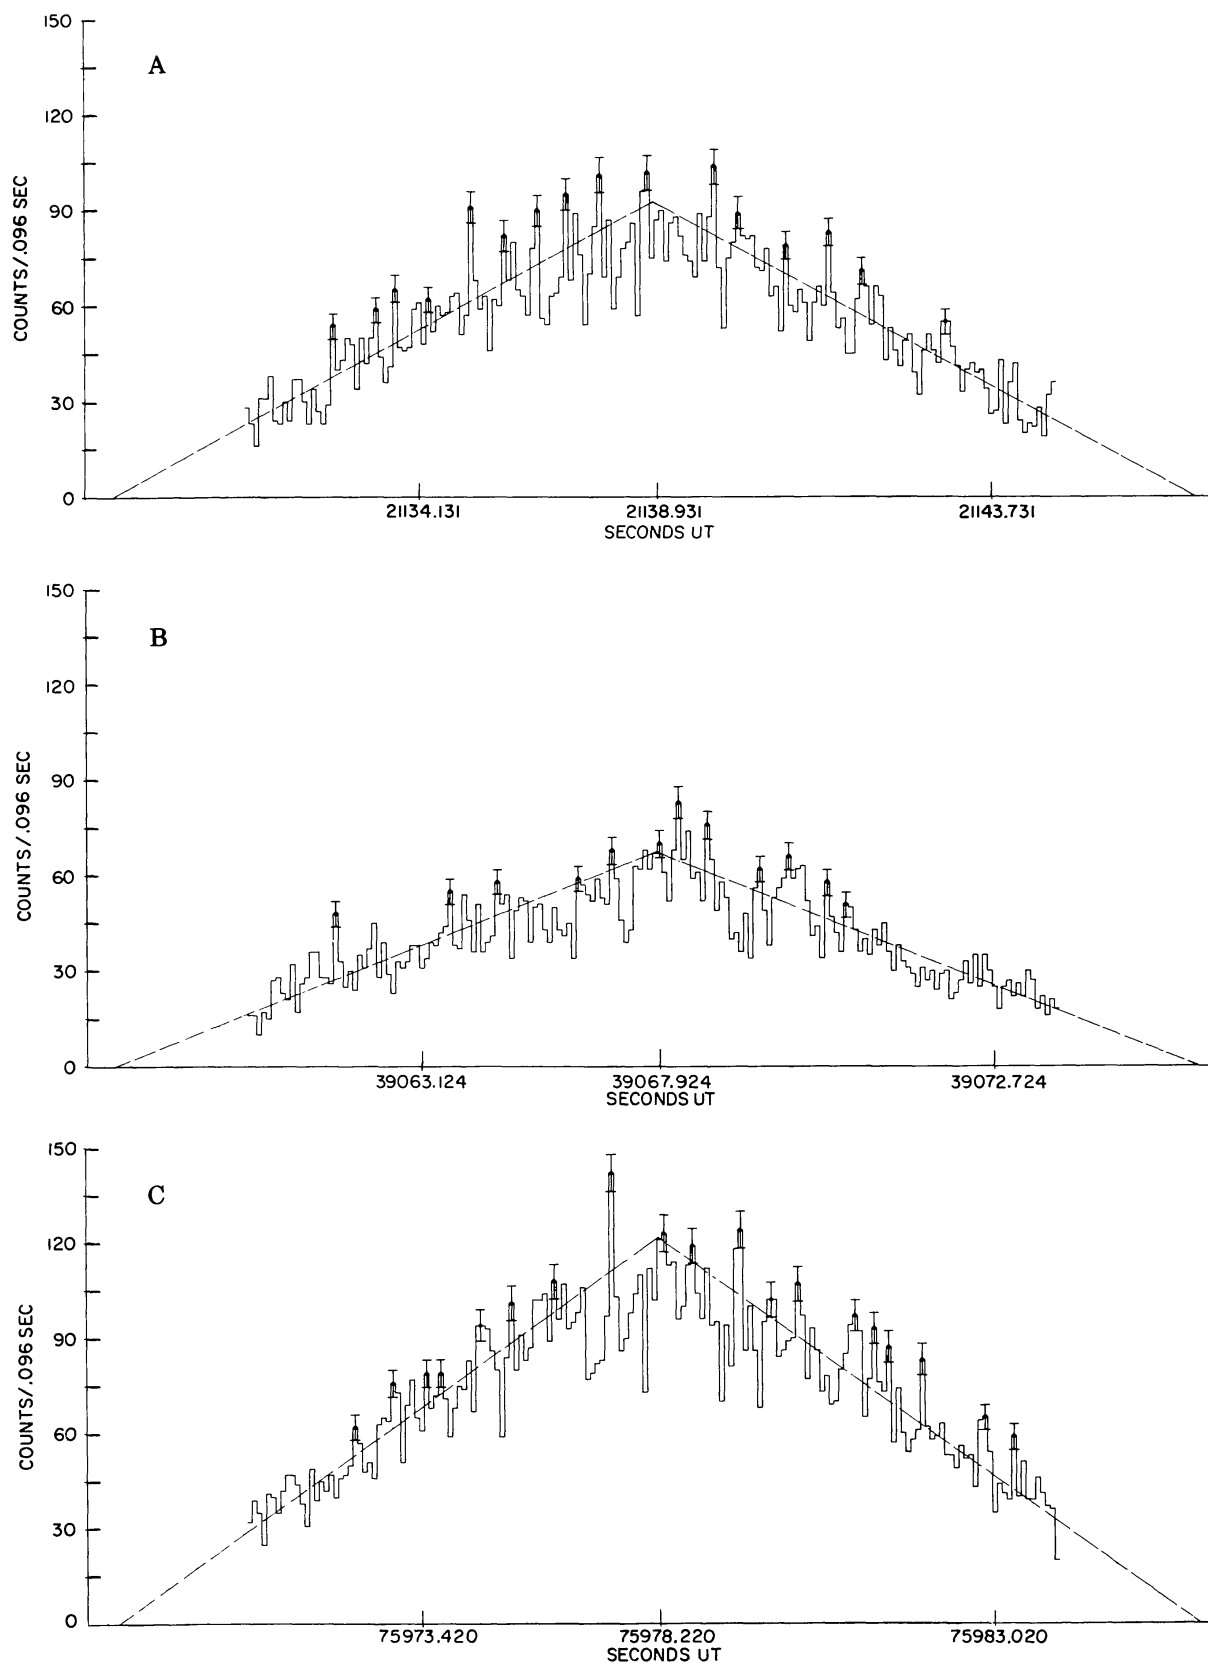 150
A
120
90
60
30
0
COUNTS/.096 SEC
21134.131 21138.931 21143.731
SECONDS UT
150
B
120
90
60
30
0
COUNTS/.096 SEC
39063.124 39067.924 39072.724
SECONDS UT
150
C
120
90
60
30
0
COUNTS/.096 SEC
75973.420 75978.220 75983.020
SECONDS UT